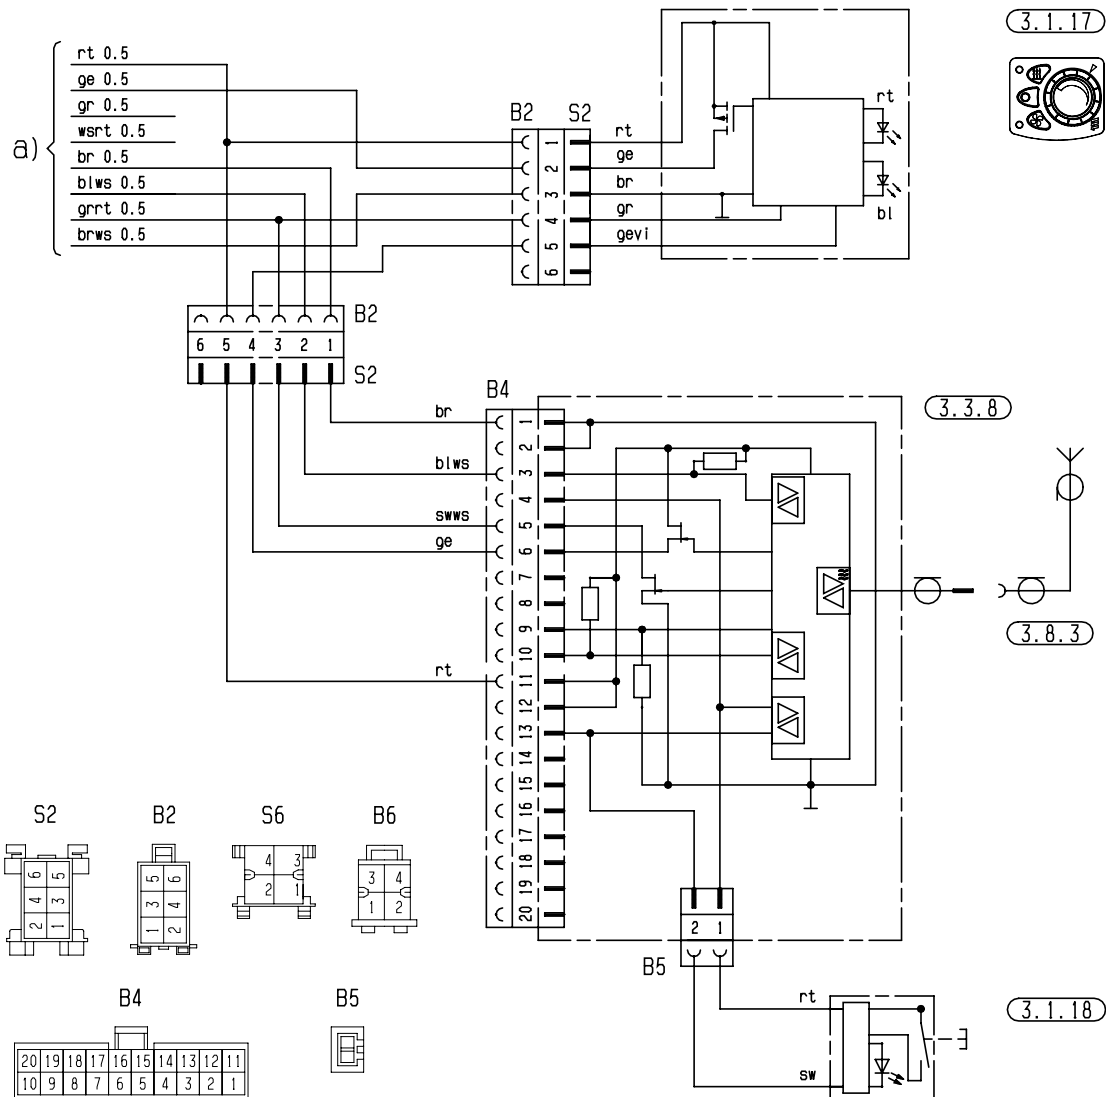 3.1.17
rt 0.5
ge 0.5
gr 0.5
wsrt 0.5
br 0.5
blws 0.5
grrt 0.5
brws 0.5
a)
B2 S2
1 rt
2 ge
3 br
4 gr
5 gevi
6
rt
bl
B2
6 5 4 3 2 1
S2
B4
3.3.8
br
blws
swws
ge
rt
1
2
3
4
5
6
7
8
9
10
11
12
13
14
15
16
17
18
19
20
3.8.3
2 1
B5
rt
sw
3.1.18
S2 B2 S6 B6
6 5
4 3
2 1
5 6
3 4
1 2
4 3
2 1
3 4
1 2
B4 B5
20 19 18 17 16 15 14 13 12 11
10 9 8 7 6 5 4 3 2 1